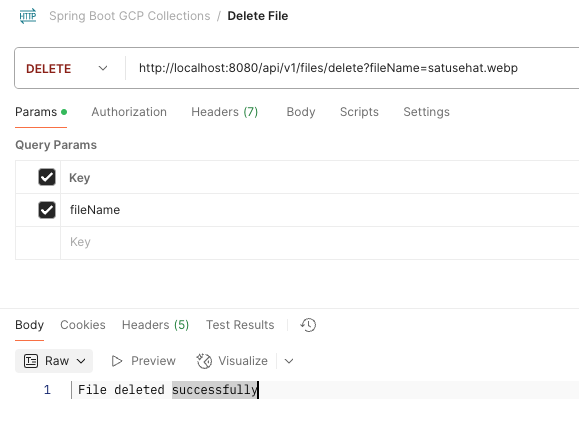 HTTP Spring Boot GCP Collections / Delete File
DELETE http://localhost:8080/api/v1/files/delete?fileName=satusehat.webp
Params Authorization Headers (7) Body Scripts Settings
Query Params
Key
fileName
Key
Body Cookies Headers (5) Test Results
Raw Preview Visualize
1 File deleted successfully